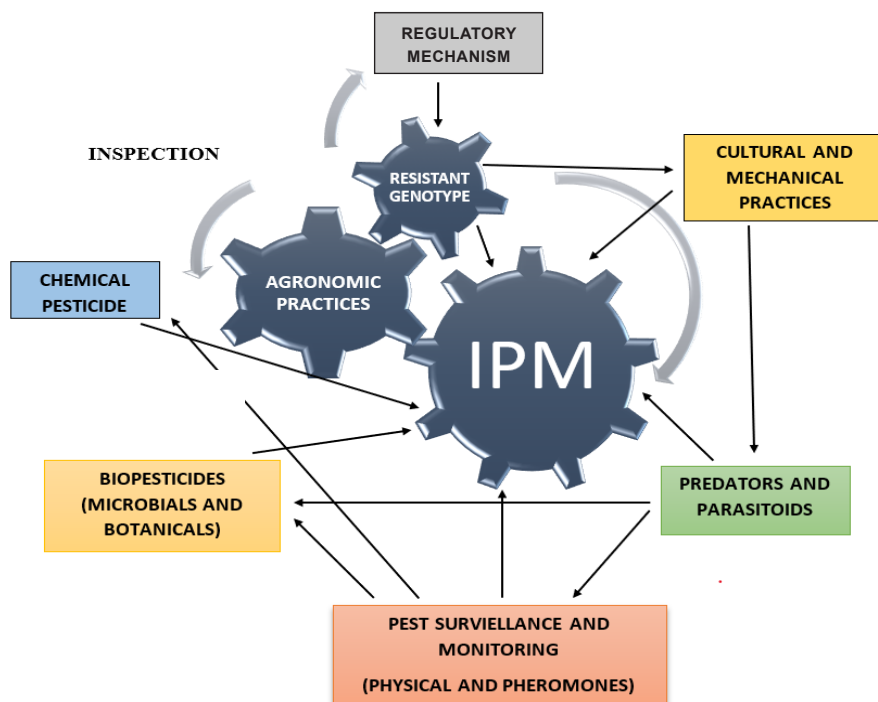 REGULATORY
MECHANISM
INSPECTION
RESISTANT
GENOTYPE
CULTURAL AND
MECHANICAL
PRACTICES
CHEMICAL
PESTICIDE
AGRONOMIC
PRACTICES
IPM
BIOPESTICIDES
(MICROBIALS AND
BOTANICALS)
PREDATORS AND
PARASITOIDS
PEST SURVIELLANCE AND
MONITORING
(PHYSICAL AND PHEROMONES)